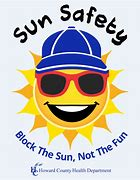 Sun Safety
Block The Sun, Not The Fun
Howard County Health Department